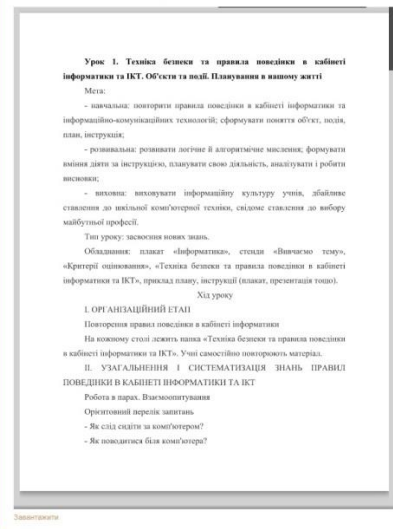 Урок 1. Техніка безпеки та правила поведінки в кабінеті
інформатики та ІКТ. Об'єкти та події. Планування в нашому житті
Мета:
- навчальна: повторити правила поведінки в кабінеті інформатики та
інформаційно-комунікаційних технологій; сформувати поняття об'єкт, подія,
план, інструкція;
- розвивальна: розвивати логічне й алгоритмічне мислення; формувати
вміння діяти за інструкцією, планувати свою діяльність, аналізувати і робити
висновки;
- виховна: виховувати інформаційну культуру учнів, дбайливе
ставлення до шкільної комп'ютерної техніки, свідоме ставлення до вибору
майбутньої професії.
Тип уроку: засвоєння нових знань.
Обладнання: плакат «Інформатика», стенди «Вивчаємо тему»,
«Критерії оцінювання», «Техніка безпеки та правила поведінки в кабінеті
інформатики та ІКТ», приклад плану, інструкції (плакат, презентація тощо).
Хід уроку
І. ОРГАНІЗАЦІЙНИЙ ЕТАП
Повторення правил поведінки в кабінеті інформатики
На кожному столі лежить папка «Техніка безпеки та правила поведінки
в кабінеті інформатики та ІКТ». Учні самостійно повторюють матеріал.
ІІ. УЗАГАЛЬНЕННЯ І СИСТЕМАТИЗАЦІЯ ЗНАНЬ ПРАВИЛ
ПОВЕДІНКИ В КАБІНЕТІ ІНФОРМАТИКИ ТА ІКТ
Робота в парах. Взаємоопитування
Орієнтовний перелік запитань
- Як слід сидіти за комп'ютером?
- Як поводитися біля комп'ютера?
Завантажити